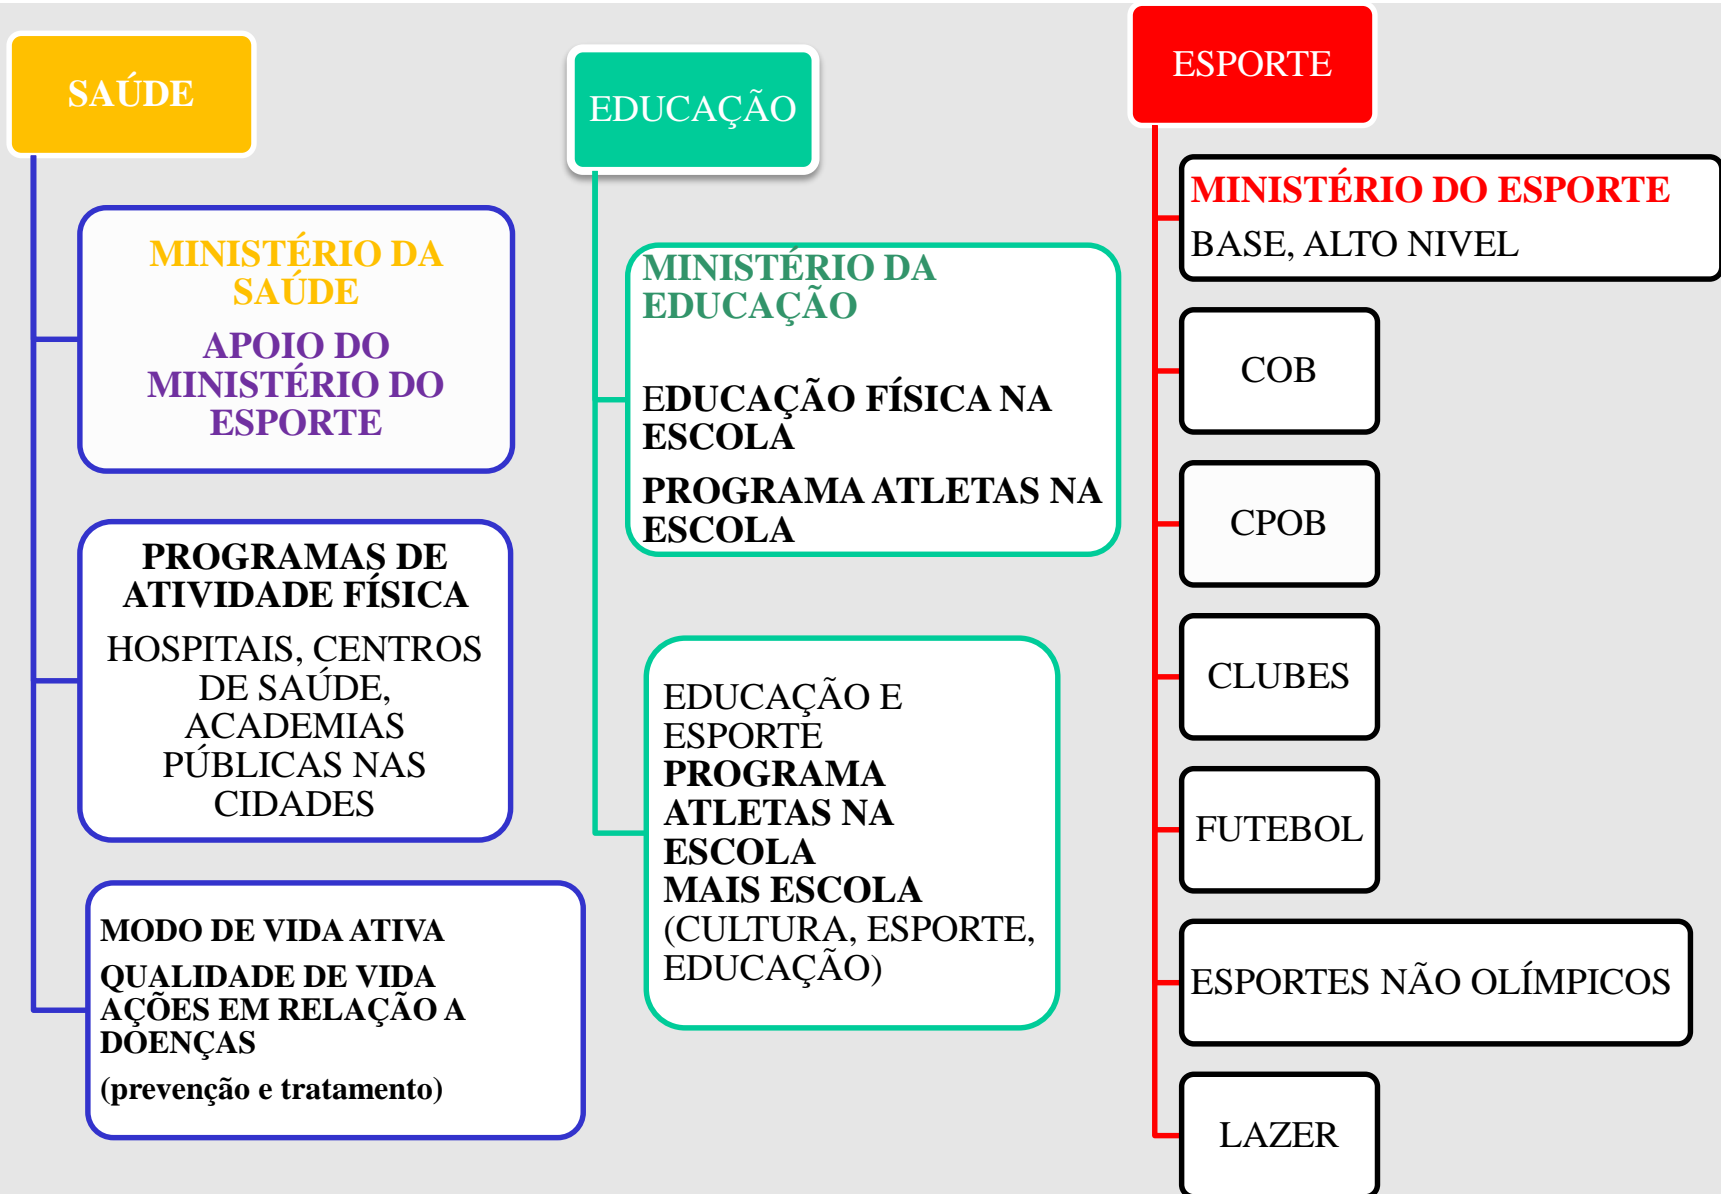 SAÚDE
MINISTÉRIO DA
SAÚDE
APOIO DO
MINISTÉRIO DO
ESPORTE
PROGRAMAS DE
ATIVIDADE FÍSICA
HOSPITAIS, CENTROS
DE SAÚDE,
ACADEMIAS
PÚBLICAS NAS
CIDADES
MODO DE VIDA ATIVA
QUALIDADE DE VIDA
AÇÕES EM RELAÇÃO A
DOENÇAS
(prevenção e tratamento)
EDUCAÇÃO
MINISTÉRIO DA
EDUCAÇÃO
EDUCAÇÃO FÍSICA NA
ESCOLA
PROGRAMA ATLETAS NA
ESCOLA
EDUCAÇÃO E
ESPORTE
PROGRAMA
ATLETAS NA
ESCOLA
MAIS ESCOLA
(CULTURA, ESPORTE,
EDUCAÇÃO)
ESPORTE
MINISTÉRIO DO ESPORTE
BASE, ALTO NIVEL
COB
CPOB
CLUBES
FUTEBOL
ESPORTES NÃO OLÍMPICOS
LAZER